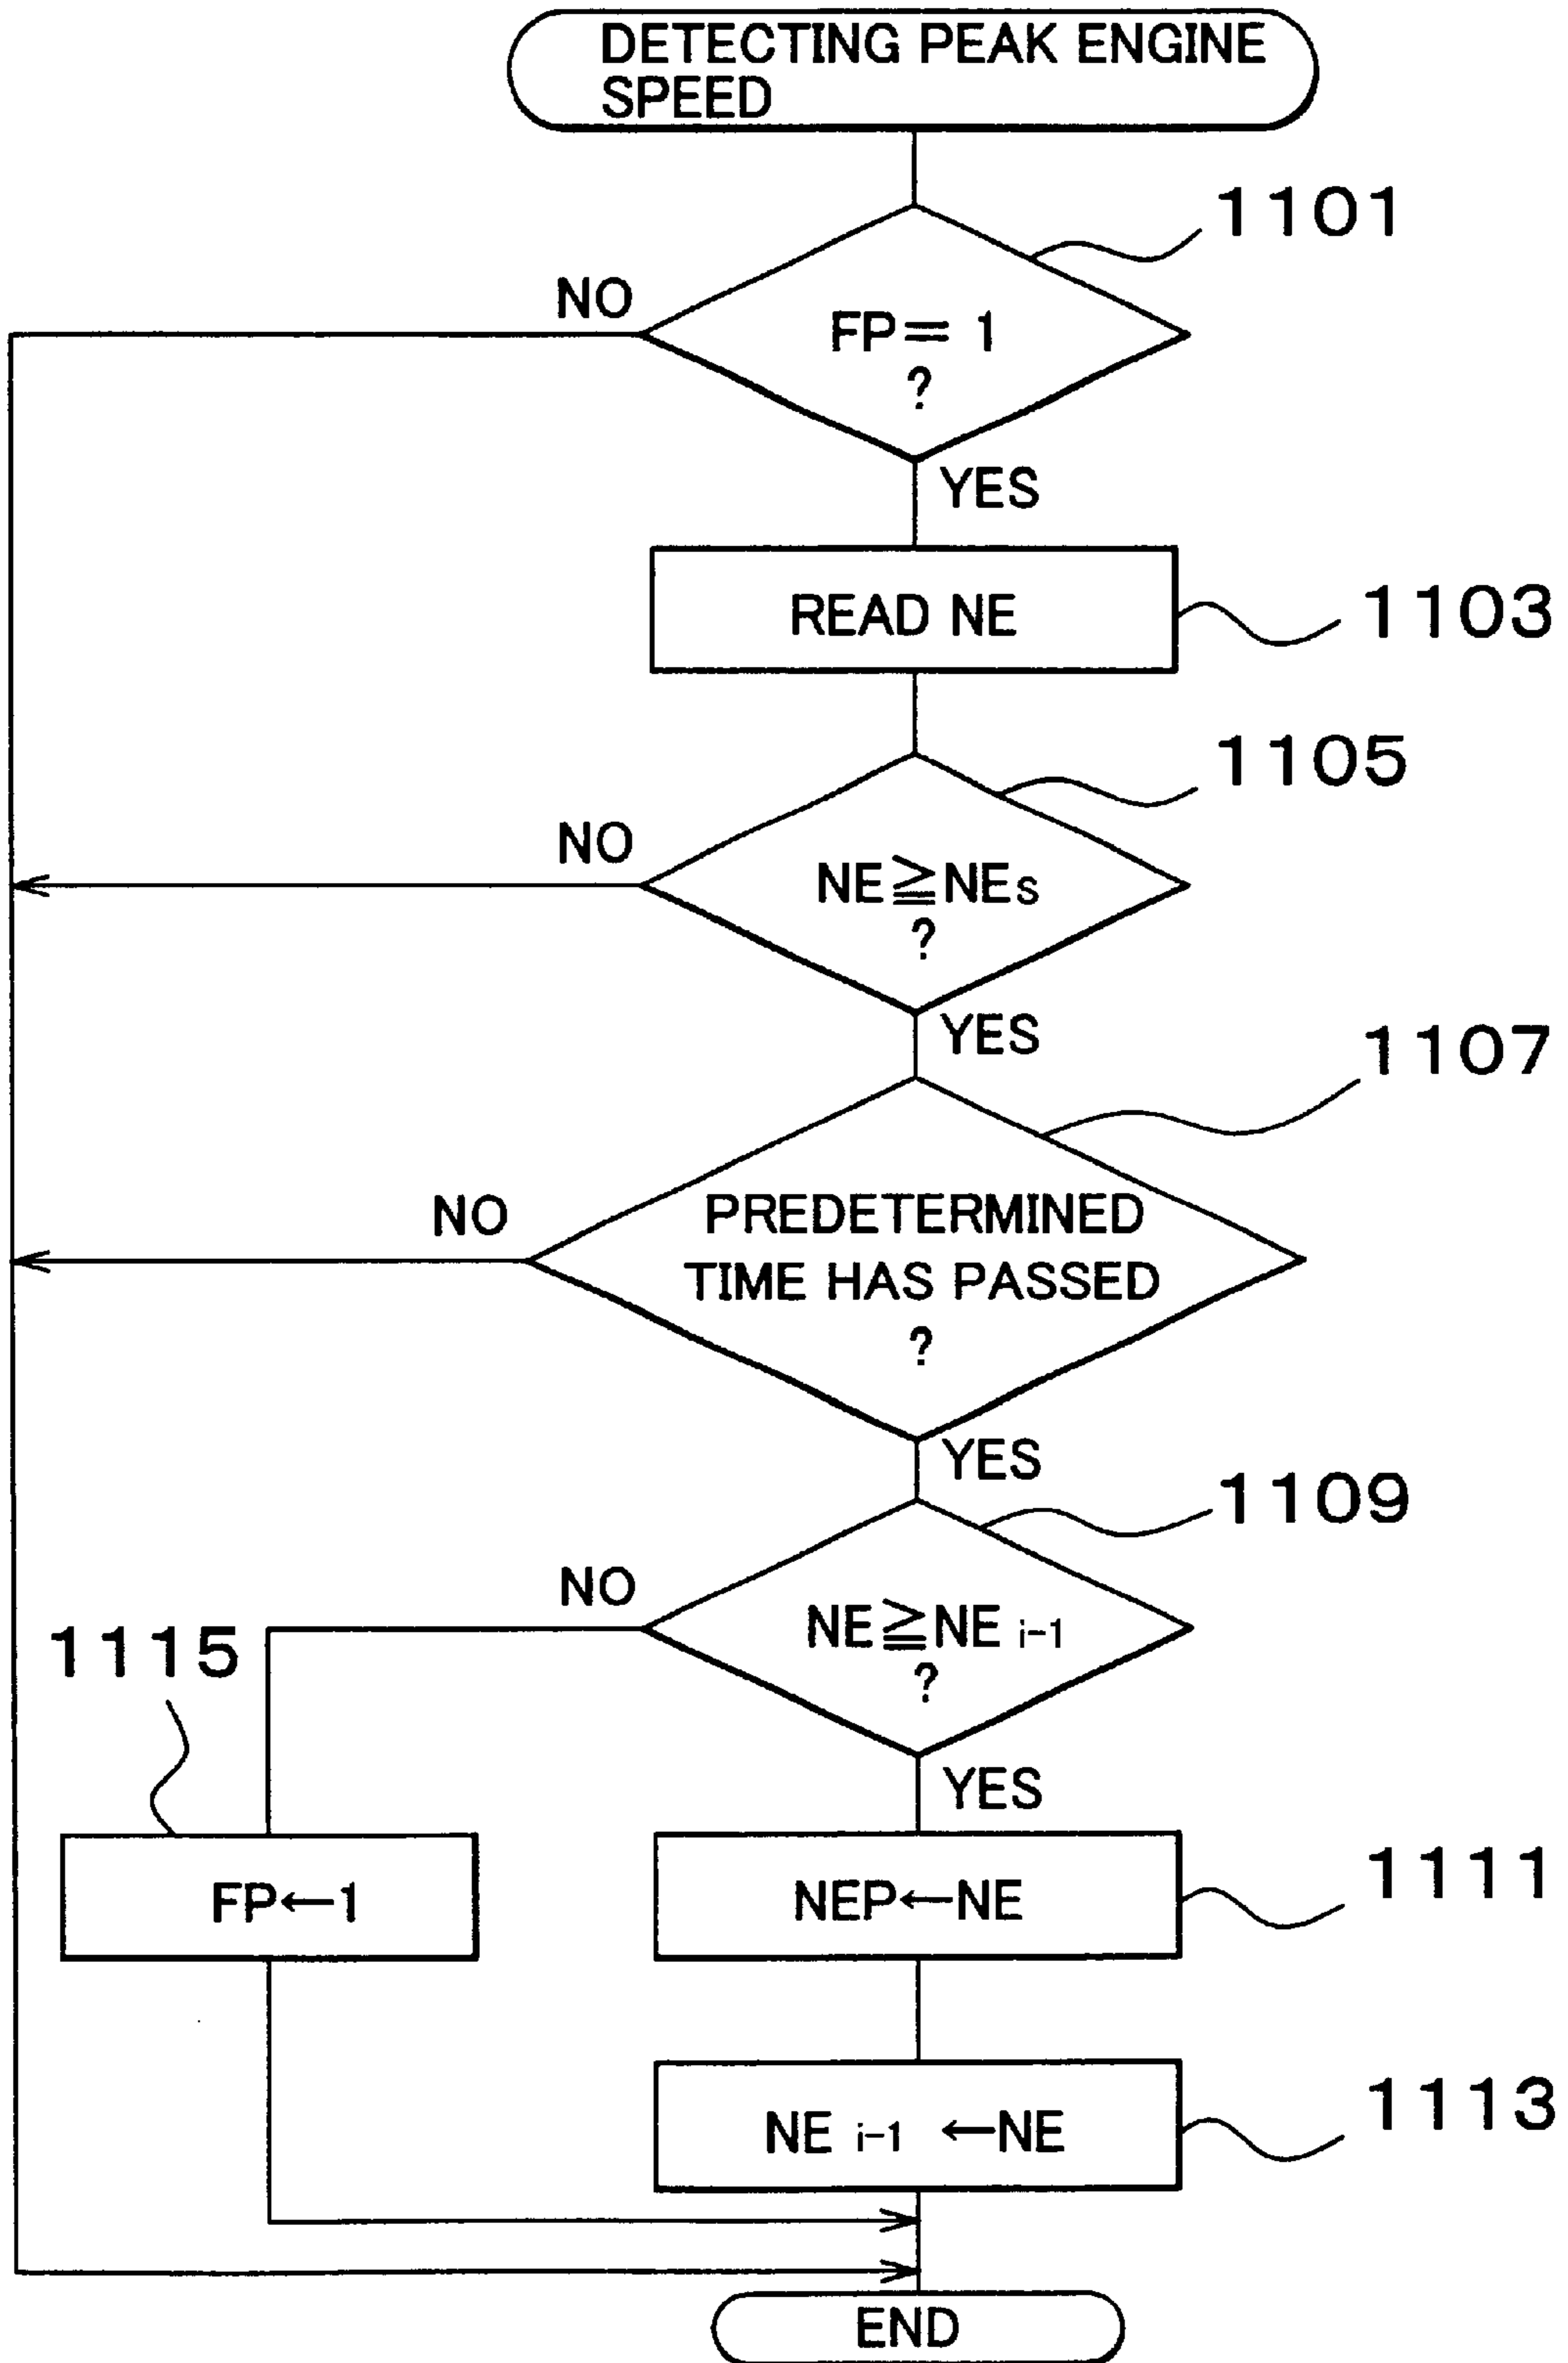 DETECTING PEAK ENGINE
SPEED
1101
NO
FP= 1
?
YES
READ NE
1103
1105
NO
NE≧NES
?
YES
1107
NO
PREDETERMINED
TIME HAS PASSED
?
YES
1109
NO
NE≧NE i-1
?
1115
YES
FP←1
NEP←NE
1111
NE i-1 ←NE
1113
END